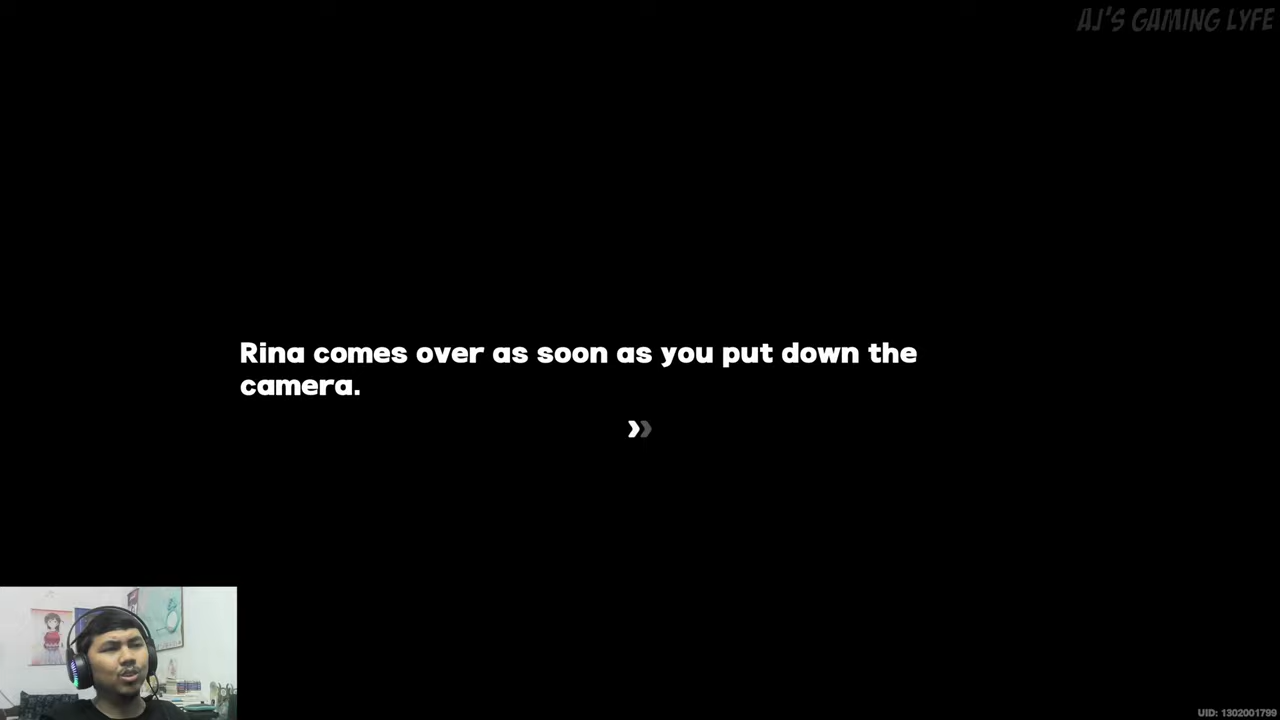 AJ'S GAMING LYFE
Rina comes over as soon as you put down the
camera.
UID: 1302001799